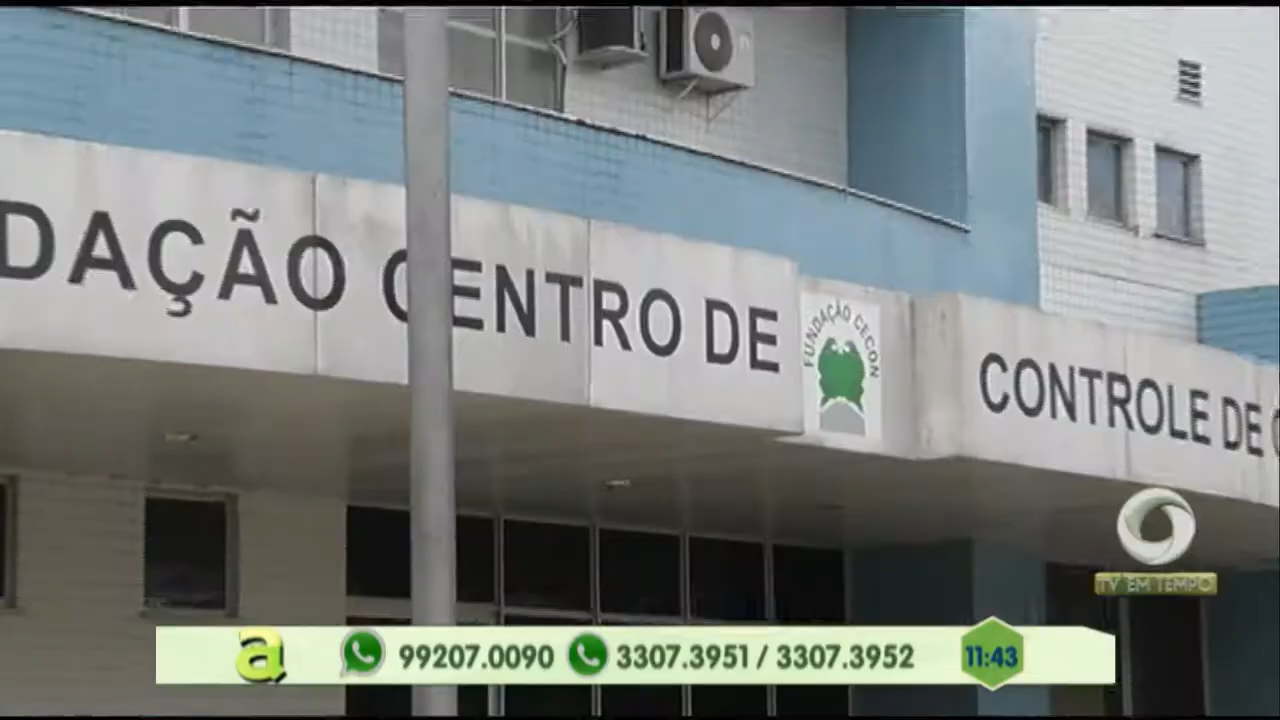 DAÇÃO CENTRO DE
FUNDAÇÃO CECON
CONTROLE DE
TV EM TEMPO
a 99207.0090 3307.3951 / 3307.3952 11:43